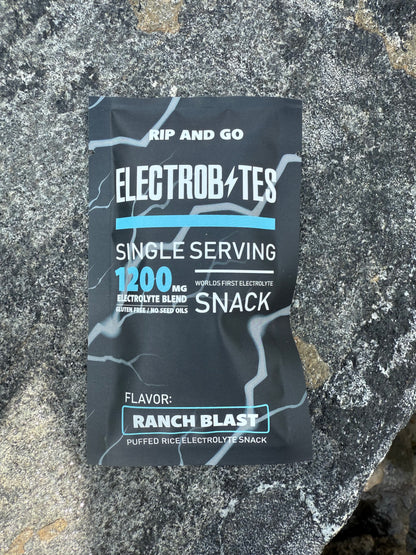 RIP AND GO
ELECTROBITES
SINGLE SERVING
1200MG
ELECTROLYTE BLEND
GLUTEN FREE / NO SEED OILS
WORLDS FIRST ELECTROLYTE
SNACK
FLAVOR:
RANCH BLAST
PUFFED RICE ELECTROLYTE SNACK